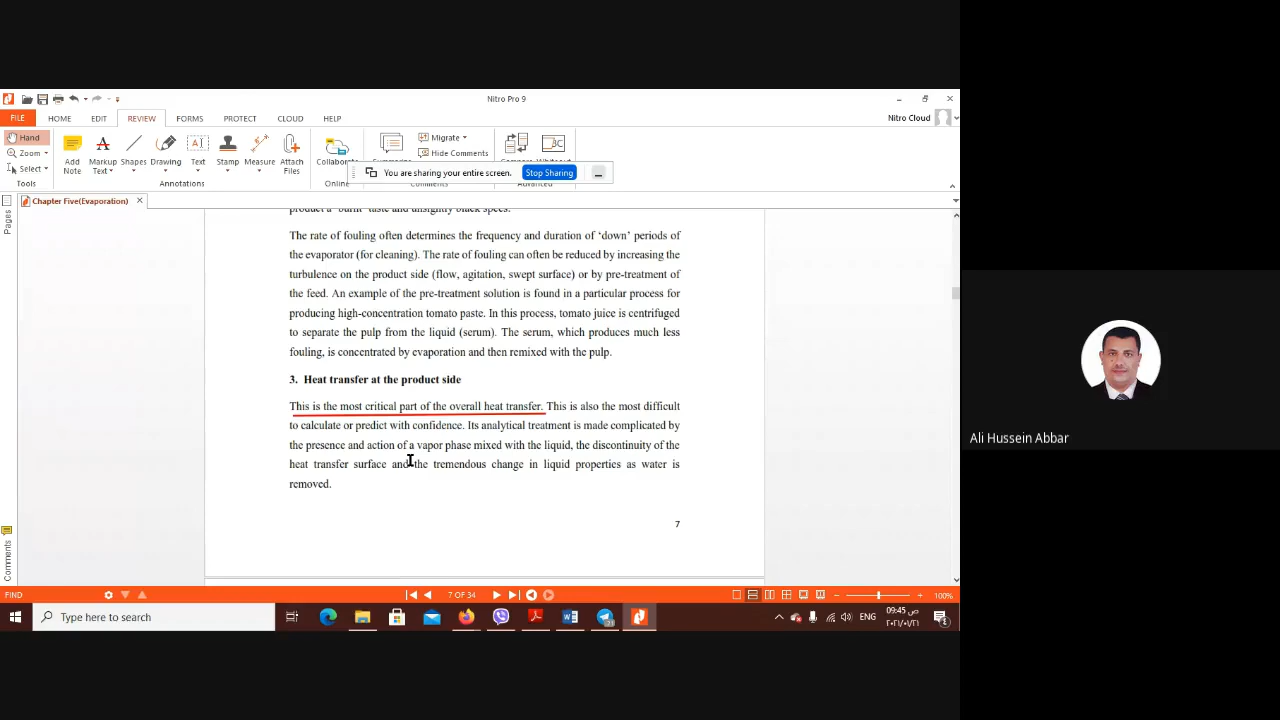 Nitro Pro 9
FILE HOME EDIT REVIEW FORMS PROTECT CLOUD HELP
Nitro Cloud
Hand
Zoom
Select
Tools
Add Note
Markup Text
Shapes
Drawing
Text
Stamp
Measure
Attach Files
Annotations
Collaborate
Online
Migrate
Hide Comments
Advanced
You are sharing your entire screen.
Stop Sharing
Chapter Five(Evaporation)
Pages
Comments
The rate of fouling often determines the frequency and duration of ‘down’ periods of
the evaporator (for cleaning). The rate of fouling can often be reduced by increasing the
turbulence on the product side (flow, agitation, swept surface) or by pre-treatment of
the feed. An example of the pre-treatment solution is found in a particular process for
producing high-concentration tomato paste. In this process, tomato juice is centrifuged
to separate the pulp from the liquid (serum). The serum, which produces much less
fouling, is concentrated by evaporation and then remixed with the pulp.
3. Heat transfer at the product side
This is the most critical part of the overall heat transfer. This is also the most difficult
to calculate or predict with confidence. Its analytical treatment is made complicated by
the presence and action of a vapor phase mixed with the liquid, the discontinuity of the
heat transfer surface and the tremendous change in liquid properties as water is
removed.
7
FIND
7 OF 34
100%
Type here to search
ENG
09:45 ص
Ali Hussein Abbar